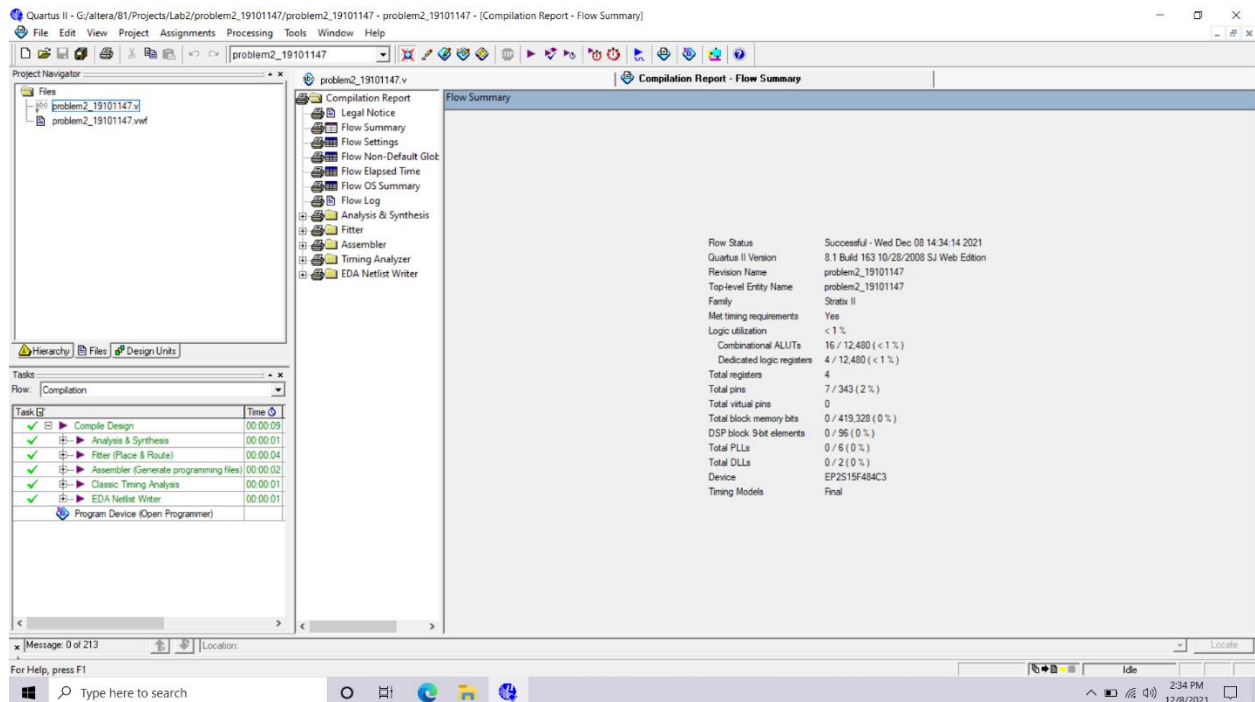 Quartus II - G:/altera/81/Projects/Lab2/problem2_19101147/problem2_19101147 - problem2_19101147 - [Compilation Report - Flow Summary]
File Edit View Project Assignments Processing Tools Window Help
problem2_19101147
Project Navigator
Files
problem2_19101147.v
problem2_19101147.vwf
Hierarchy Files Design Units
Tasks
Flow: Compilation
Task Time
Compile Design 00:00:09
Analysis & Synthesis 00:00:01
Fitter (Place & Route) 00:00:04
Assembler (Generate programming files) 00:00:02
Classic Timing Analysis 00:00:01
EDA Netlist Writer 00:00:01
Program Device (Open Programmer)
problem2_19101147.v
Compilation Report - Flow Summary
Compilation Report
Legal Notice
Flow Summary
Flow Settings
Flow Non-Default Glob
Flow Elapsed Time
Flow OS Summary
Flow Log
Analysis & Synthesis
Fitter
Assembler
Timing Analyzer
EDA Netlist Writer
Flow Summary
Flow Status Successful - Wed Dec 08 14:34:14 2021
Quartus II Version 8.1 Build 163 10/28/2008 SJ Web Edition
Revision Name problem2_19101147
Top-level Entity Name problem2_19101147
Family Stratix II
Met timing requirements Yes
Logic utilization < 1 %
Combinational ALUTs 16 / 12,480 ( < 1 % )
Dedicated logic registers 4 / 12,480 ( < 1 % )
Total registers 4
Total pins 7 / 343 ( 2 % )
Total virtual pins 0
Total block memory bits 0 / 419,328 ( 0 % )
DSP block 9-bit elements 0 / 96 ( 0 % )
Total PLLs 0 / 6 ( 0 % )
Total DLLs 0 / 2 ( 0 % )
Device EP2S15F484C3
Timing Models Final
Message: 0 of 213 Location: Locate
For Help, press F1 Idle
Type here to search
2:34 PM
12/8/2021